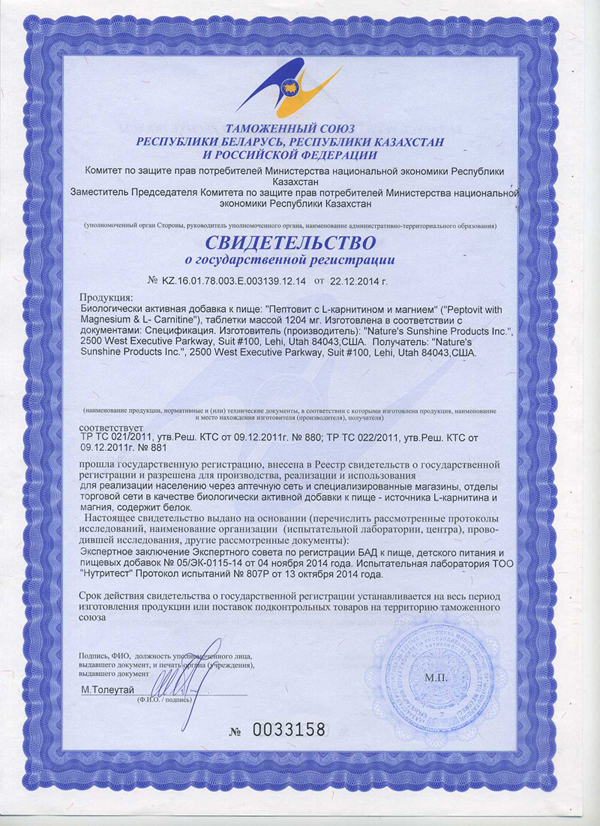 ТАМОЖЕННЫЙ СОЮЗ
РЕСПУБЛИКИ БЕЛАРУСЬ, РЕСПУБЛИКИ КАЗАХСТАН
И РОССИЙСКОЙ ФЕДЕРАЦИИ
Комитет по защите прав потребителей Министерства национальной экономики Республики
Казахстан
Заместитель Председателя Комитета по защите прав потребителей Министерства национальной
экономики Республики Казахстан
(уполномоченный орган Стороны, руководитель уполномоченного органа, наименование административно-территориального образования)
СВИДЕТЕЛЬСТВО
о государственной регистрации
№ KZ.16.01.78.003.E.003139.12.14 от 22.12.2014 г.
Продукция:
Биологически активная добавка к пище: "Пептовит с L-карнитином и магнием" ("Peptovit with
Magnesium & L- Carnitine"), таблетки массой 1204 мг. Изготовлена в соответствии с
документами: Спецификация. Изготовитель (производитель): "Nature's Sunshine Products Inc.",
2500 West Executive Parkway, Suit #100, Lehi, Utah 84043,США. Получатель: "Nature's
Sunshine Products Inc.", 2500 West Executive Parkway, Suit #100, Lehi, Utah 84043,США.
(наименование продукции, нормативные и (или) технические документы, в соответствии с которыми изготовлена продукция, наименование
и место нахождения изготовителя (производителя), получателя)
соответствует
ТР ТС 021/2011, утв.Реш. КТС от 09.12.2011г. № 880; ТР ТС 022/2011, утв.Реш. КТС от
09.12.2011г. № 881
прошла государственную регистрацию, внесена в Реестр свидетельств о государственной
регистрации и разрешена для производства, реализации и использования
для реализации населению через аптечную сеть и специализированные магазины, отделы
торговой сети в качестве биологически активной добавки к пище - источника L-карнитина и
магния, содержит белок.
Настоящее свидетельство выдано на основании (перечислить рассмотренные протоколы
исследований, наименование организации (испытательной лаборатории, центра), прово-
дившей исследования, другие рассмотренные документы):
Экспертное заключение Экспертного совета по регистрации БАД к пище, детского питания и
пищевых добавок № 05/ЭК-0115-14 от 04 ноября 2014 года. Испытательная лаборатория ТОО
"Нутритест" Протокол испытаний № 807Р от 13 октября 2014 года.
Срок действия свидетельства о государственной регистрации устанавливается на весь период
изготовления продукции или поставок подконтрольных товаров на территорию таможенного
союза
Подпись, ФИО, должность уполномоченного лица,
выдавшего документ, и печать органа (учреждения),
выдавшего документ
М.Толеутай
(Ф.И.О. / подпись)
М.П.
№ 0033158